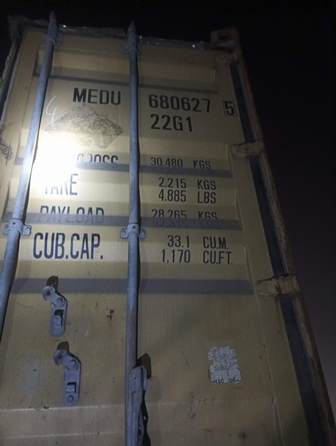 MEDU 680627 5
22G1
GROSS 30.480 KGS
TARE 2.215 KGS
4.885 LBS
PAYLOAD 28.265 KGS
CUB.CAP. 33.1 CU.M.
1,170 CU.FT.